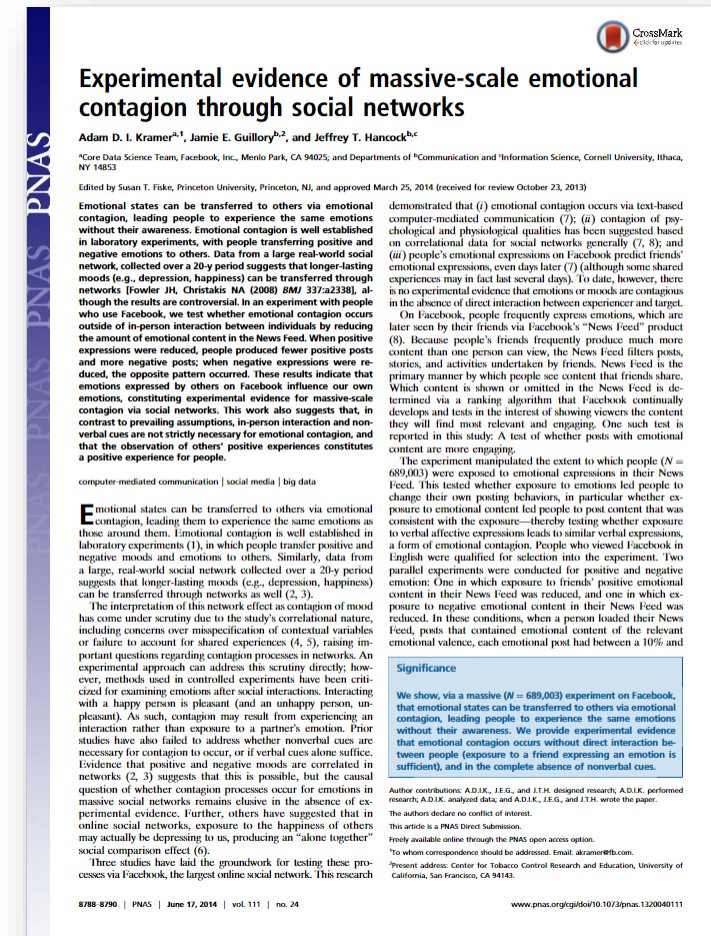 CrossMark
click for updates
Experimental evidence of massive-scale emotional
contagion through social networks
Adam D. I. Kramerᵃ,¹, Jamie E. Guilloryᵇ,², and Jeffrey T. Hancockᵇ,ᶜ
ᵃCore Data Science Team, Facebook, Inc., Menlo Park, CA 94025; and Departments of ᵇCommunication and ᶜInformation Science, Cornell University, Ithaca,
NY 14853
Edited by Susan T. Fiske, Princeton University, Princeton, NJ, and approved March 25, 2014 (received for review October 23, 2013)
Emotional states can be transferred to others via emotional
contagion, leading people to experience the same emotions
without their awareness. Emotional contagion is well established
in laboratory experiments, with people transferring positive and
negative emotions to others. Data from a large real-world social
network, collected over a 20-y period suggests that longer-lasting
moods (e.g., depression, happiness) can be transferred through
networks [Fowler JH, Christakis NA (2008) BMJ 337:a2338], al-
though the results are controversial. In an experiment with people
who use Facebook, we test whether emotional contagion occurs
outside of in-person interaction between individuals by reducing
the amount of emotional content in the News Feed. When positive
expressions were reduced, people produced fewer positive posts
and more negative posts; when negative expressions were re-
duced, the opposite pattern occurred. These results indicate that
emotions expressed by others on Facebook influence our own
emotions, constituting experimental evidence for massive-scale
contagion via social networks. This work also suggests that, in
contrast to prevailing assumptions, in-person interaction and non-
verbal cues are not strictly necessary for emotional contagion, and
that the observation of others' positive experiences constitutes
a positive experience for people.
computer-mediated communication | social media | big data
Emotional states can be transferred to others via emotional
contagion, leading them to experience the same emotions as
those around them. Emotional contagion is well established in
laboratory experiments (1), in which people transfer positive and
negative moods and emotions to others. Similarly, data from
a large, real-world social network collected over a 20-y period
suggests that longer-lasting moods (e.g., depression, happiness)
can be transferred through networks as well (2, 3).
The interpretation of this network effect as contagion of mood
has come under scrutiny due to the study's correlational nature,
including concerns over misspecification of contextual variables
or failure to account for shared experiences (4, 5), raising im-
portant questions regarding contagion processes in networks. An
experimental approach can address this scrutiny directly; how-
ever, methods used in controlled experiments have been criti-
cized for examining emotions after social interactions. Interacting
with a happy person is pleasant (and an unhappy person, un-
pleasant). As such, contagion may result from experiencing an
interaction rather than exposure to a partner's emotion. Prior
studies have also failed to address whether nonverbal cues are
necessary for contagion to occur, or if verbal cues alone suffice.
Evidence that positive and negative moods are correlated in
networks (2, 3) suggests that this is possible, but the causal
question of whether contagion processes occur for emotions in
massive social networks remains elusive in the absence of ex-
perimental evidence. Further, others have suggested that in
online social networks, exposure to the happiness of others
may actually be depressing to us, producing an "alone together"
social comparison effect (6).
Three studies have laid the groundwork for testing these pro-
cesses via Facebook, the largest online social network. This research
demonstrated that (i) emotional contagion occurs via text-based
computer-mediated communication (7); (ii) contagion of psy-
chological and physiological qualities has been suggested based
on correlational data for social networks generally (7, 8); and
(iii) people's emotional expressions on Facebook predict friends'
emotional expressions, even days later (7) (although some shared
experiences may in fact last several days). To date, however, there
is no experimental evidence that emotions or moods are contagious
in the absence of direct interaction between experiencer and target.
On Facebook, people frequently express emotions, which are
later seen by their friends via Facebook's "News Feed" product
(8). Because people's friends frequently produce much more
content than one person can view, the News Feed filters posts,
stories, and activities undertaken by friends. News Feed is the
primary manner by which people see content that friends share.
Which content is shown or omitted in the News Feed is de-
termined via a ranking algorithm that Facebook continually
develops and tests in the interest of showing viewers the content
they will find most relevant and engaging. One such test is
reported in this study: A test of whether posts with emotional
content are more engaging.
The experiment manipulated the extent to which people (N =
689,003) were exposed to emotional expressions in their News
Feed. This tested whether exposure to emotions led people to
change their own posting behaviors, in particular whether ex-
posure to emotional content led people to post content that was
consistent with the exposure—thereby testing whether exposure
to verbal affective expressions leads to similar verbal expressions,
a form of emotional contagion. People who viewed Facebook in
English were qualified for selection into the experiment. Two
parallel experiments were conducted for positive and negative
emotion: One in which exposure to friends' positive emotional
content in their News Feed was reduced, and one in which ex-
posure to negative emotional content in their News Feed was
reduced. In these conditions, when a person loaded their News
Feed, posts that contained emotional content of the relevant
emotional valence, each emotional post had between a 10% and
Significance
We show, via a massive (N = 689,003) experiment on Facebook,
that emotional states can be transferred to others via emotional
contagion, leading people to experience the same emotions
without their awareness. We provide experimental evidence
that emotional contagion occurs without direct interaction be-
tween people (exposure to a friend expressing an emotion is
sufficient), and in the complete absence of nonverbal cues.
Author contributions: A.D.I.K., J.E.G., and J.T.H. designed research; A.D.I.K. performed
research; A.D.I.K. analyzed data; and A.D.I.K., J.E.G., and J.T.H. wrote the paper.
The authors declare no conflict of interest.
This article is a PNAS Direct Submission.
Freely available online through the PNAS open access option.
¹To whom correspondence should be addressed. Email: akramer@fb.com.
²Present address: Center for Tobacco Control Research and Education, University of
California, San Francisco, CA 94143.
8788–8790 | PNAS | June 17, 2014 | vol. 111 | no. 24
www.pnas.org/cgi/doi/10.1073/pnas.1320040111
PNAS PNAS PNAS